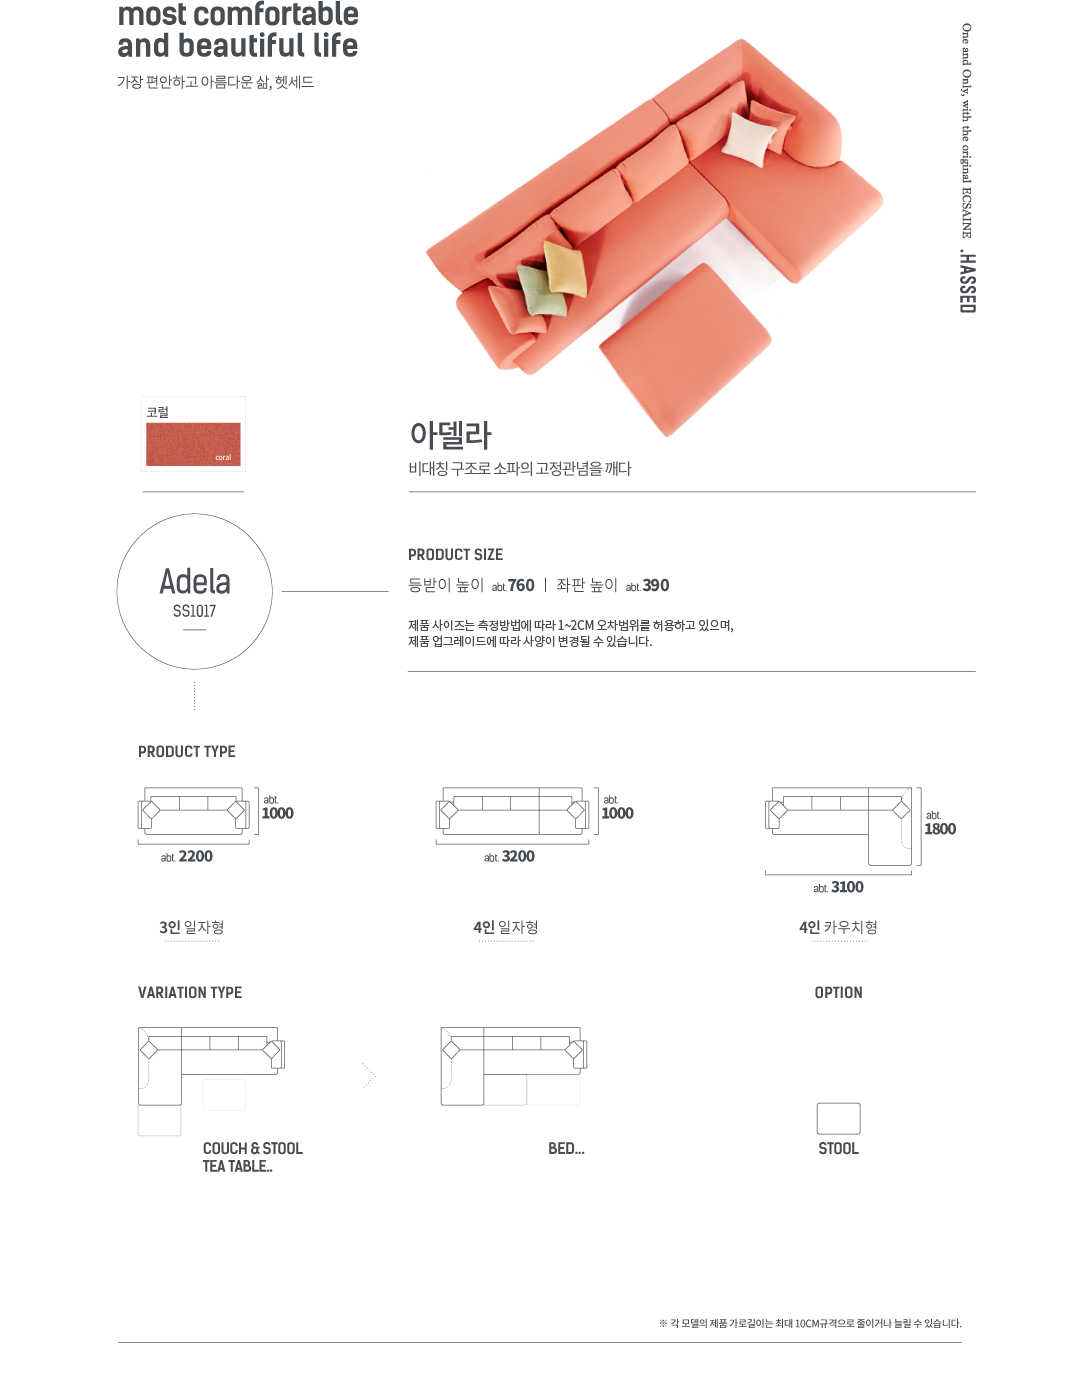 most comfortable
and beautiful life
가장 편안하고 아름다운 삶, 헷세드
One and Only, with the original ECSAINE .HASSED
코럴
coral
아델라
비대칭 구조로 소파의 고정관념을 깨다
Adela
SS1017
PRODUCT SIZE
등받이 높이 abt.760 | 좌판 높이 abt.390
제품 사이즈는 측정방법에 따라 1~2CM 오차범위를 허용하고 있으며,
제품 업그레이드에 따라 사양이 변경될 수 있습니다.
PRODUCT TYPE
abt.
1000
abt. 2200
abt.
1000
abt. 3200
abt.
1800
abt. 3100
3인 일자형
4인 일자형
4인 카우치형
VARIATION TYPE
OPTION
COUCH & STOOL
TEA TABLE..
BED...
STOOL
※ 각 모델의 제품 가로길이는 최대 10CM규격으로 줄이거나 늘릴 수 있습니다.